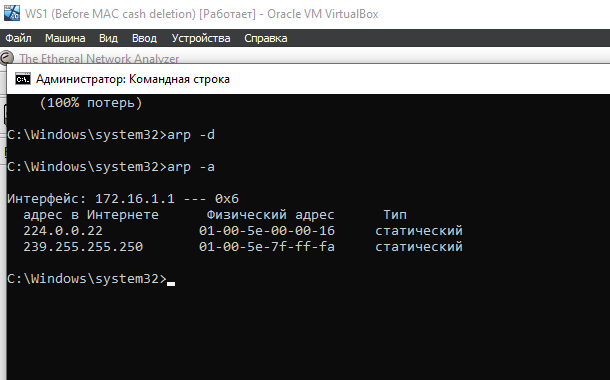 WS1 (Before MAC cash deletion) [Работает] - Oracle VM VirtualBox
Файл Машина Вид Ввод Устройства Справка
The Ethereal Network Analyzer
Администратор: Командная строка
(100% потерь)
C:\Windows\system32>arp -d
C:\Windows\system32>arp -a
Интерфейс: 172.16.1.1 --- 0x6
адрес в Интернете Физический адрес Тип
224.0.0.22 01-00-5e-00-00-16 статический
239.255.255.250 01-00-5e-7f-ff-fa статический
C:\Windows\system32>